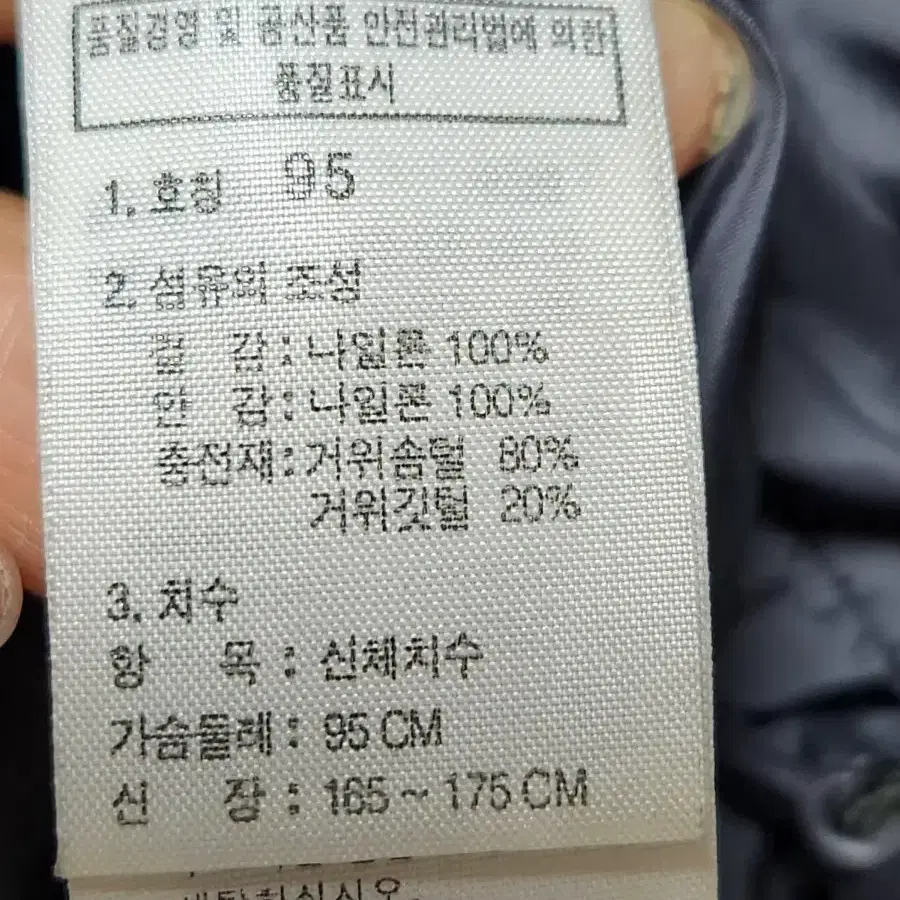 품질경영 및 공산품 안전관리법에 의한
품질표시
1. 호칭 95
2. 섬유의 조성
겉 감 : 나일론 100%
안 감 : 나일론 100%
충전재 : 거위솜털 80%
거위깃털 20%
3. 치수
항 목 : 신체치수
가슴둘레 : 95 CM
신 장 : 165 ~ 175 CM